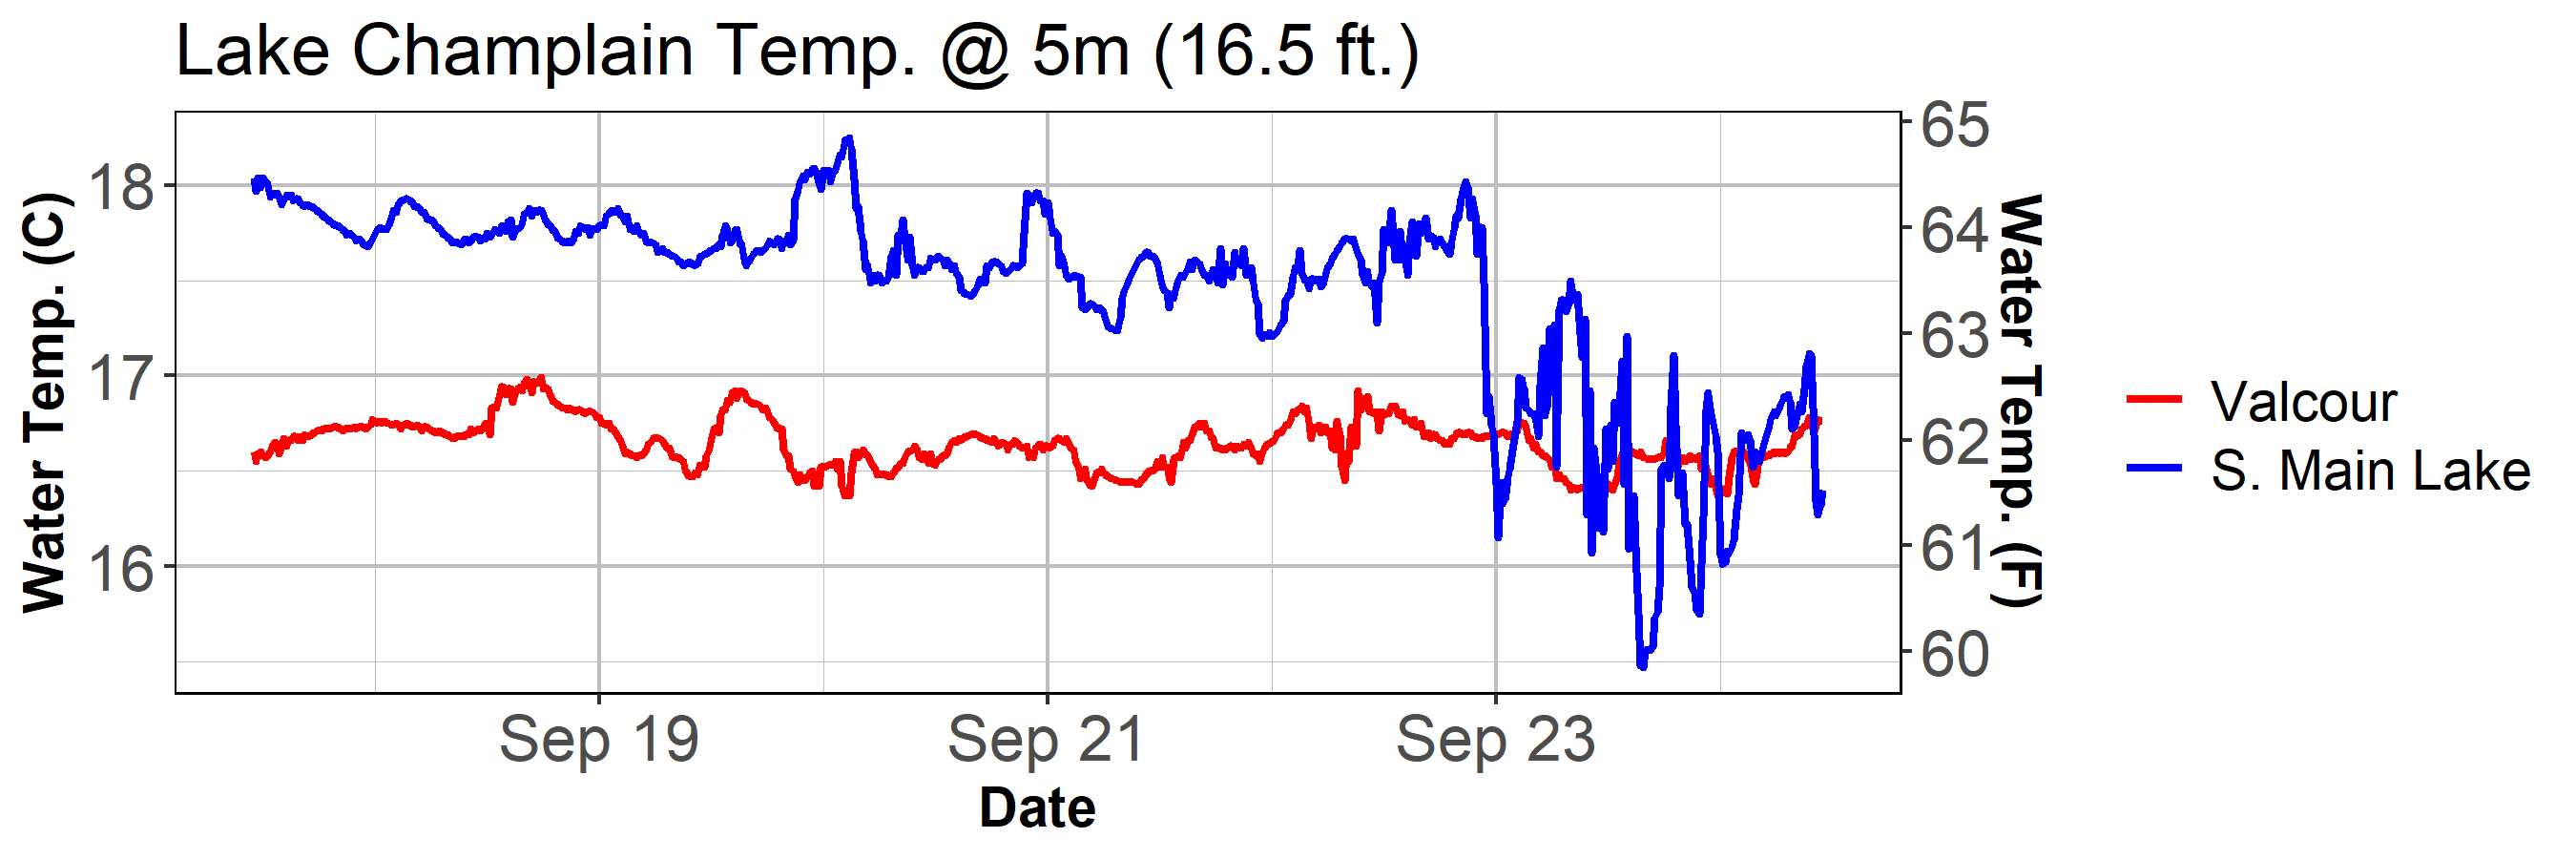 Lake Champlain Temp. @ 5m (16.5 ft.)
Water Temp. (C)
18
17
16
65
64
63
62
61
60
Water Temp. (F)
Valcour
S. Main Lake
Sep 19
Sep 21
Sep 23
Date